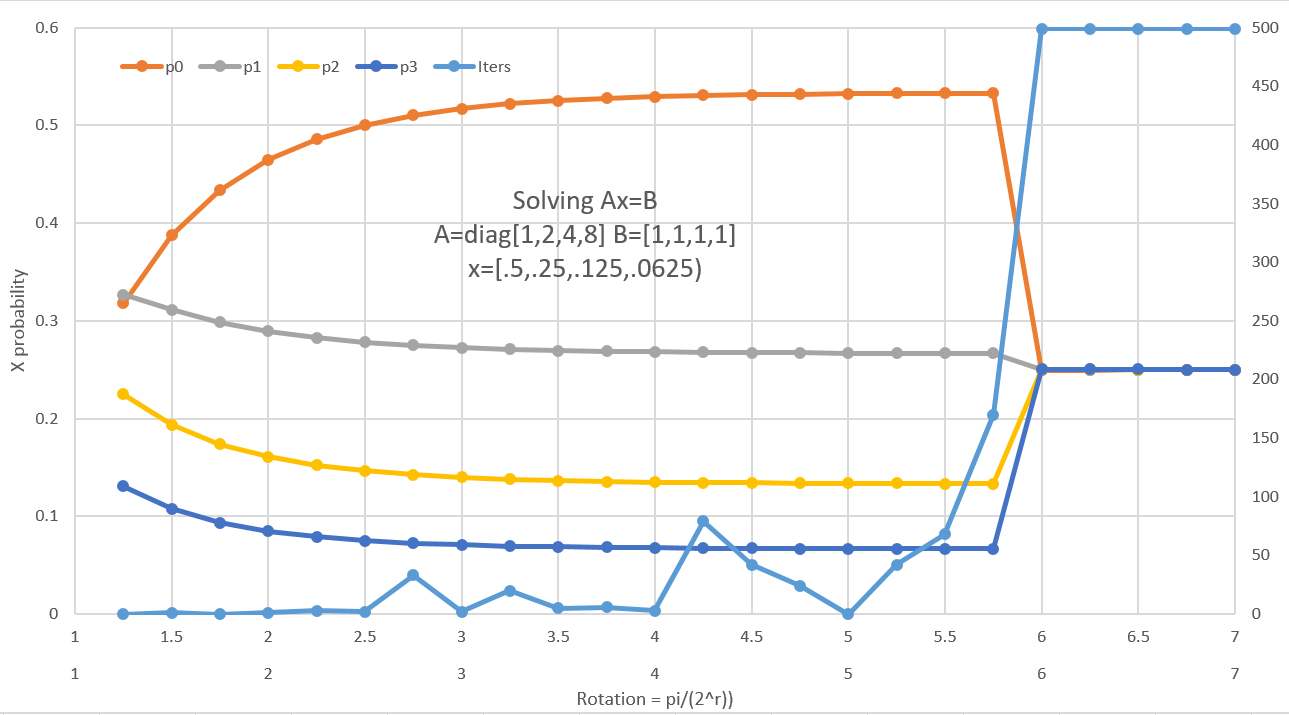 0.6
500
p0 p1 p2 p3 Iters
450
0.5
400
0.4
350
300
0.3
250
200
0.2
150
0.1
100
50
0
0
Solving Ax=B
A=diag[1,2,4,8] B=[1,1,1,1]
x=[.5,.25,.125,.0625)
X probability
1 1.5 2 2.5 3 3.5 4 4.5 5 5.5 6 6.5 7
1 2 3 4 5 6 7
Rotation = pi/(2^r))